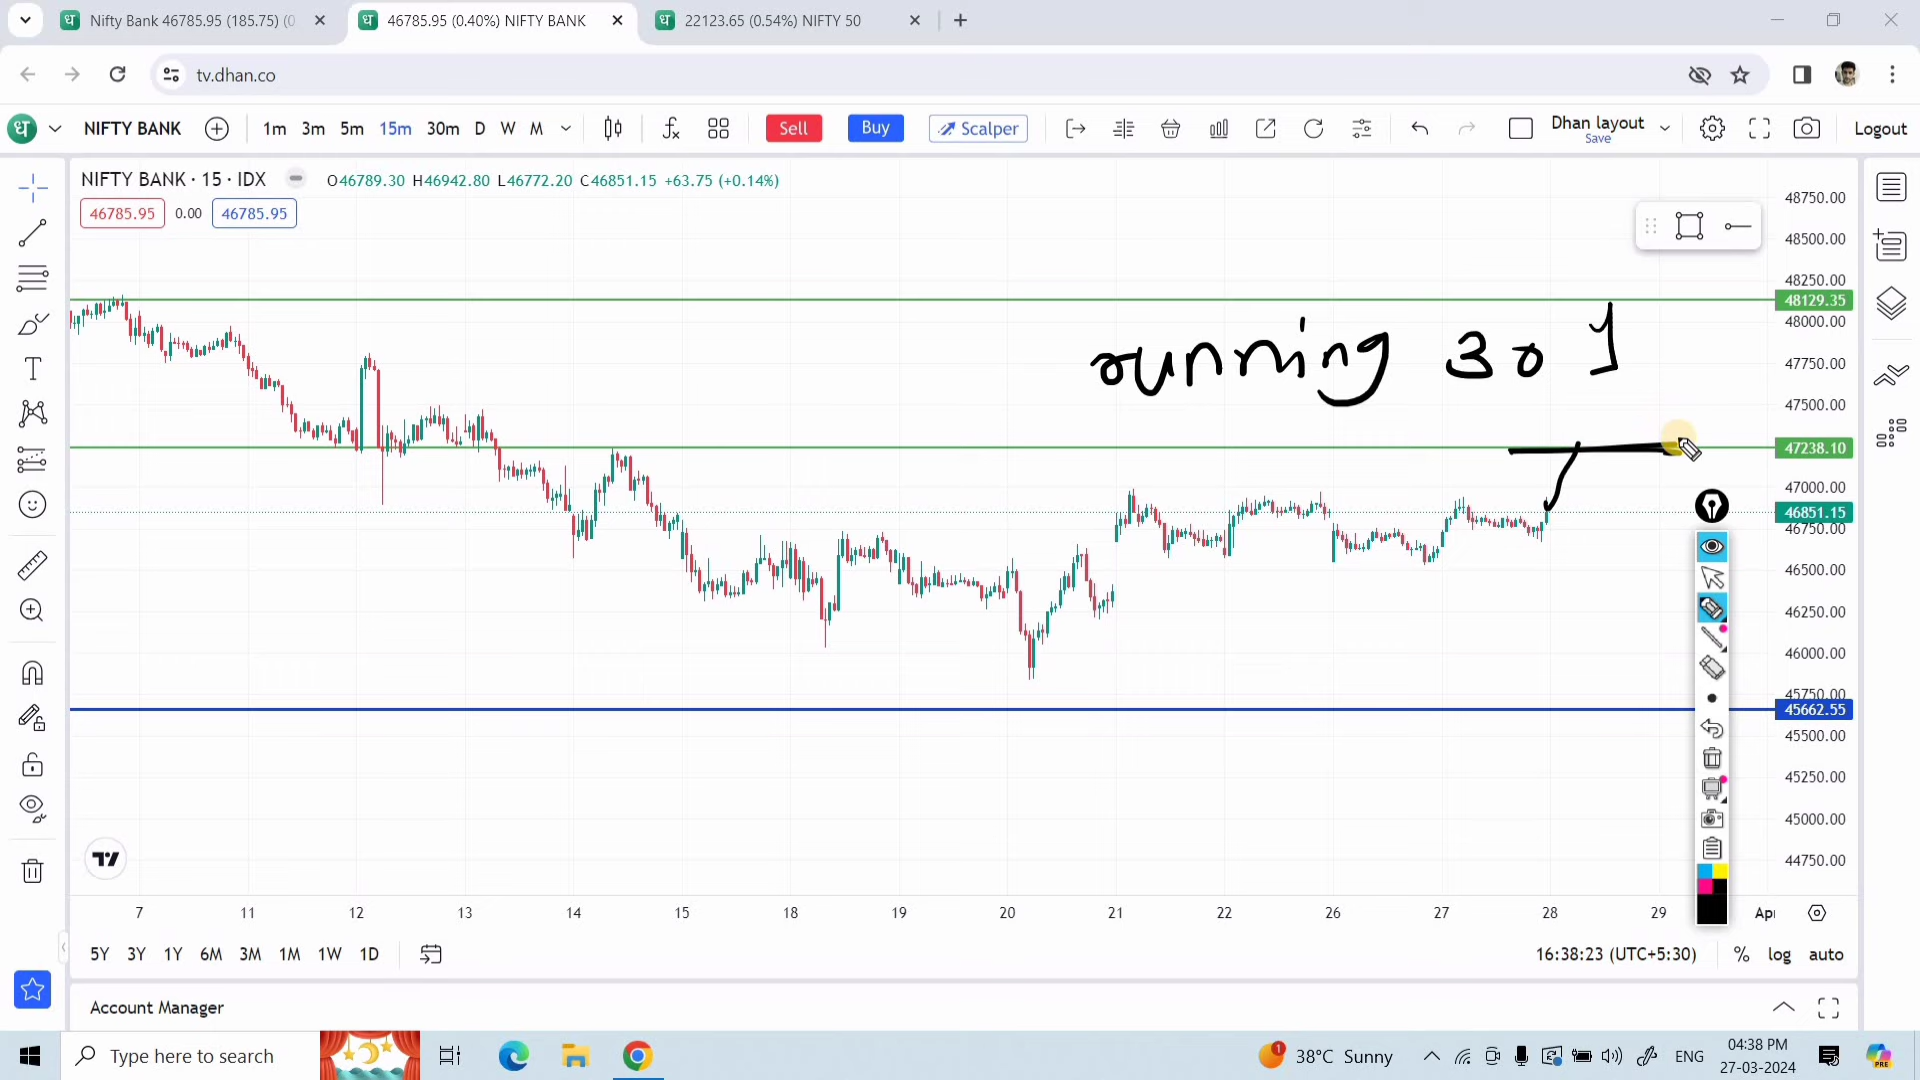 Nifty Bank 46785.95 (185.75) (0
46785.95 (0.40%) NIFTY BANK
22123.65 (0.54%) NIFTY 50
tv.dhan.co
ध NIFTY BANK 1m 3m 5m 15m 30m D W M Sell Buy Scalper Dhan layout Save Logout
NIFTY BANK · 15 · IDX O46789.30 H46942.80 L46772.20 C46851.15 +63.75 (+0.14%)
46785.95 0.00 46785.95
48750.00
48500.00
48250.00
48129.35
48000.00
running 30
47750.00
47500.00
47238.10
47000.00
46851.15
46750.00
46500.00
46250.00
46000.00
45750.00
45662.55
45500.00
45250.00
45000.00
44750.00
7 11 12 13 14 15 18 19 20 21 22 26 27 28 29 Apr
5Y 3Y 1Y 6M 3M 1M 1W 1D 16:38:23 (UTC+5:30) % log auto
Account Manager
Type here to search 38°C Sunny ENG 04:38 PM
27-03-2024